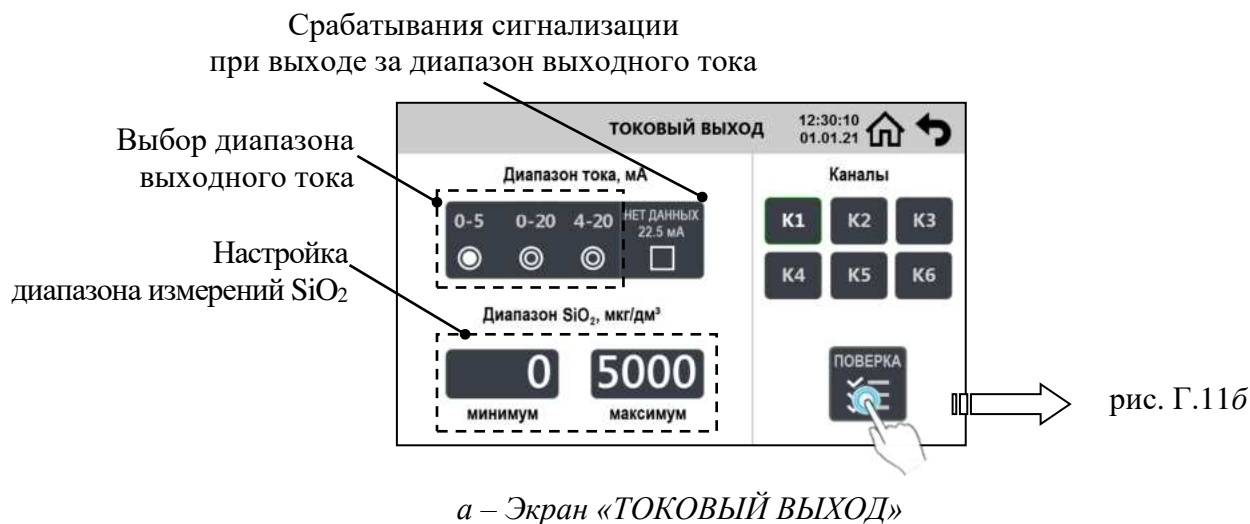 Срабатывания сигнализации
при выходе за диапазон выходного тока
Выбор диапазона
выходного тока
Настройка
диапазона измерений SiO₂
ТОКОВЫЙ ВЫХОД
12:30:10
01.01.21
Диапазон тока, мА
0-5 0-20 4-20
НЕТ ДАННЫХ
22.5 мА
Диапазон SiO₂, мкг/дм³
0 5000
минимум максимум
Каналы
К1 К2 К3
К4 К5 К6
ПОВЕРКА
рис. Г.11б
а – Экран «ТОКОВЫЙ ВЫХОД»